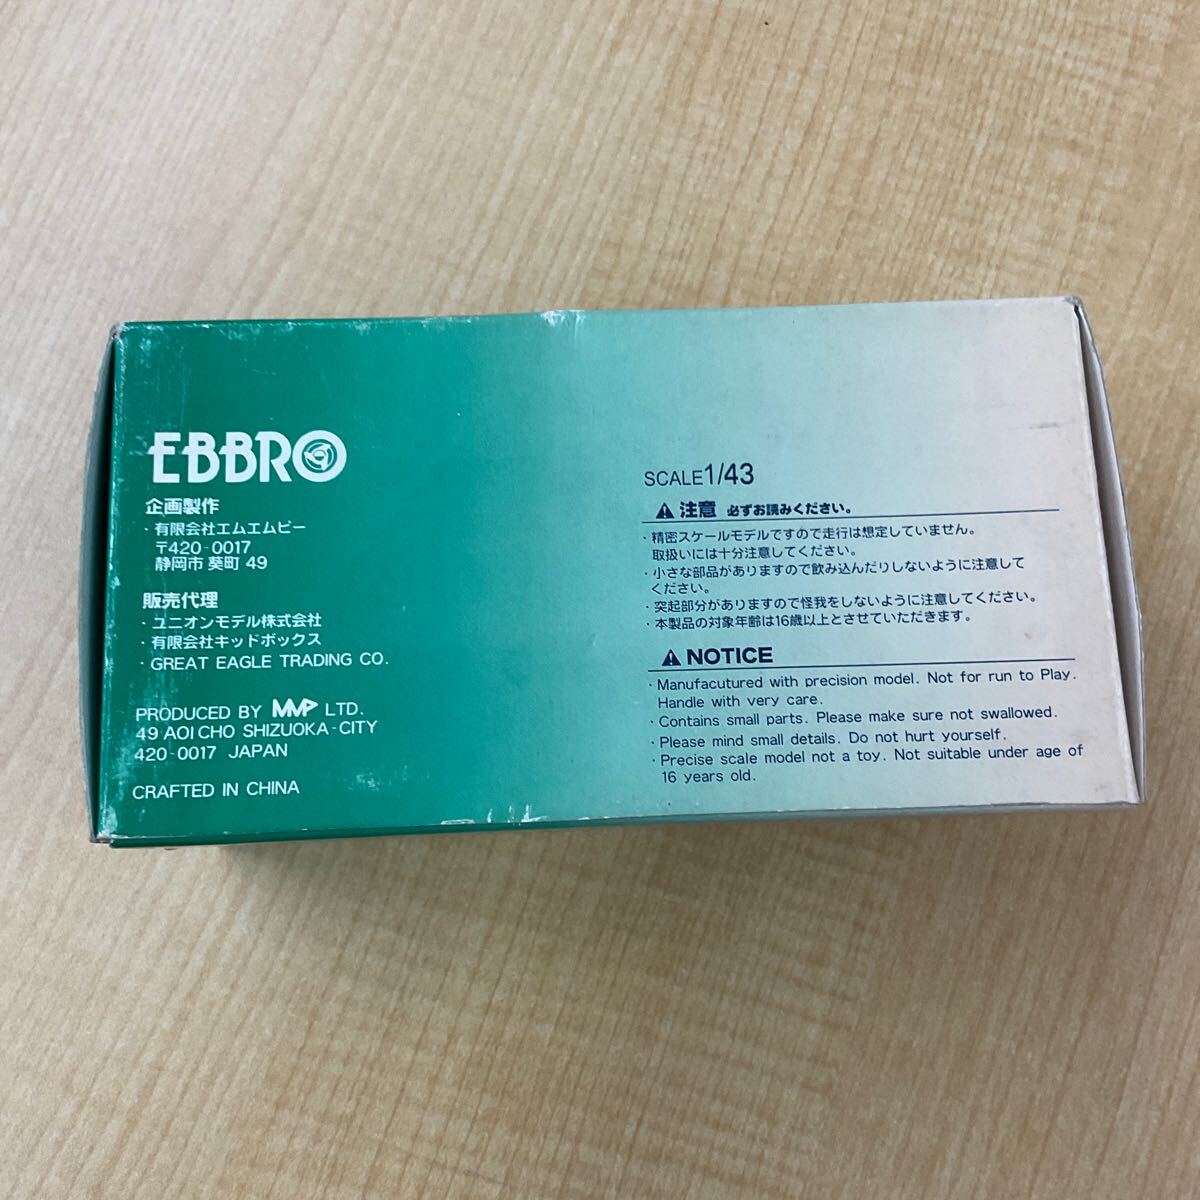 EBBRO
企画製作
・有限会社エムエムピー
〒420-0017
静岡市 葵町 49
販売代理
・ユニオンモデル株式会社
・有限会社キッドボックス
・GREAT EAGLE TRADING CO.
PRODUCED BY MMP LTD.
49 AOI CHO SHIZUOKA-CITY
420-0017 JAPAN
CRAFTED IN CHINA
SCALE1/43
⚠ 注意 必ずお読みください。
・精密スケールモデルですので走行は想定していません。
取扱いには十分注意してください。
・小さな部品がありますので飲み込んだりしないように注意して
ください。
・突起部分がありますので怪我をしないように注意してください。
・本製品の対象年齢は16歳以上とさせていただきます。
⚠ NOTICE
・Manufacutured with precision model. Not for run to Play.
Handle with very care.
・Contains small parts. Please make sure not swallowed.
・Please mind small details. Do not hurt yourself.
・Precise scale model not a toy. Not suitable under age of
16 years old.